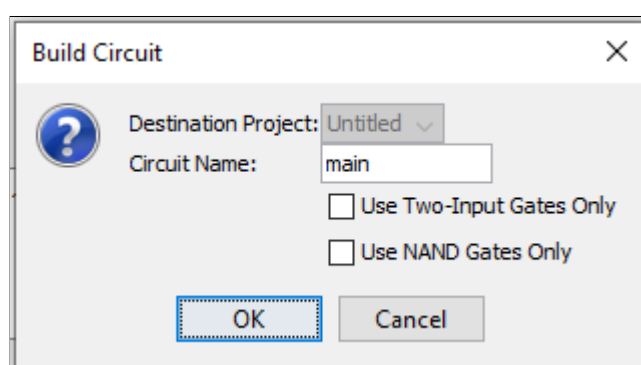 Build Circuit
?
Destination Project: Untitled
Circuit Name: main
Use Two-Input Gates Only
Use NAND Gates Only
OK Cancel